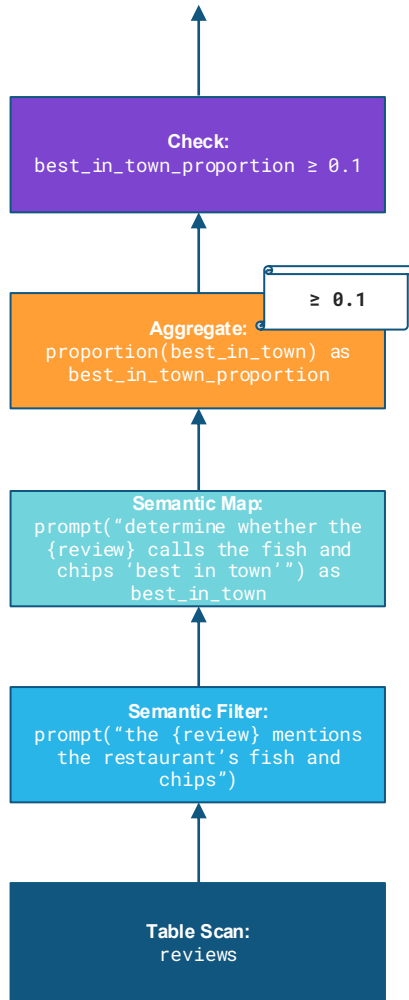 Check:
best_in_town_proportion ≥ 0.1
≥ 0.1
Aggregate:
proportion(best_in_town) as
best_in_town_proportion
Semantic Map:
prompt(“determine whether the
{review} calls the fish and
chips ‘best in town’”) as
best_in_town
Semantic Filter:
prompt(“the {review} mentions
the restaurant’s fish and
chips”)
Table Scan:
reviews